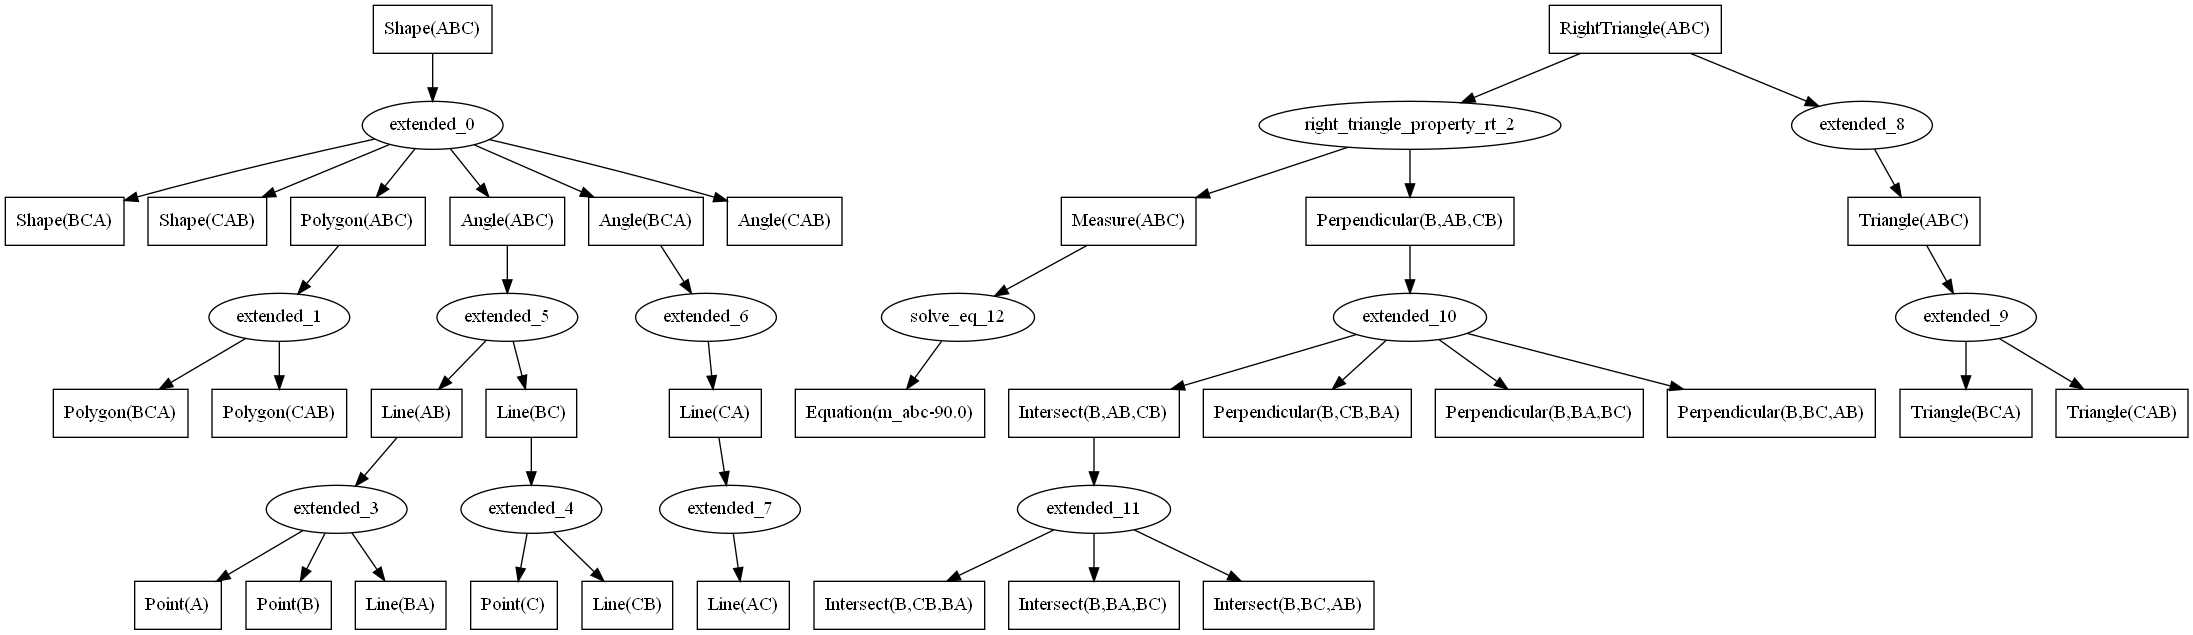 Shape(ABC)
RightTriangle(ABC)
extended_0
right_triangle_property_rt_2
extended_8
Shape(BCA)
Shape(CAB)
Polygon(ABC)
Angle(ABC)
Angle(BCA)
Angle(CAB)
Measure(ABC)
Perpendicular(B,AB,CB)
Triangle(ABC)
extended_1
extended_5
extended_6
solve_eq_12
extended_10
extended_9
Polygon(BCA)
Polygon(CAB)
Line(AB)
Line(BC)
Line(CA)
Equation(m_abc-90.0)
Intersect(B,AB,CB)
Perpendicular(B,CB,BA)
Perpendicular(B,BA,BC)
Perpendicular(B,BC,AB)
Triangle(BCA)
Triangle(CAB)
extended_3
extended_4
extended_7
extended_11
Point(A)
Point(B)
Line(BA)
Point(C)
Line(CB)
Line(AC)
Intersect(B,CB,BA)
Intersect(B,BA,BC)
Intersect(B,BC,AB)